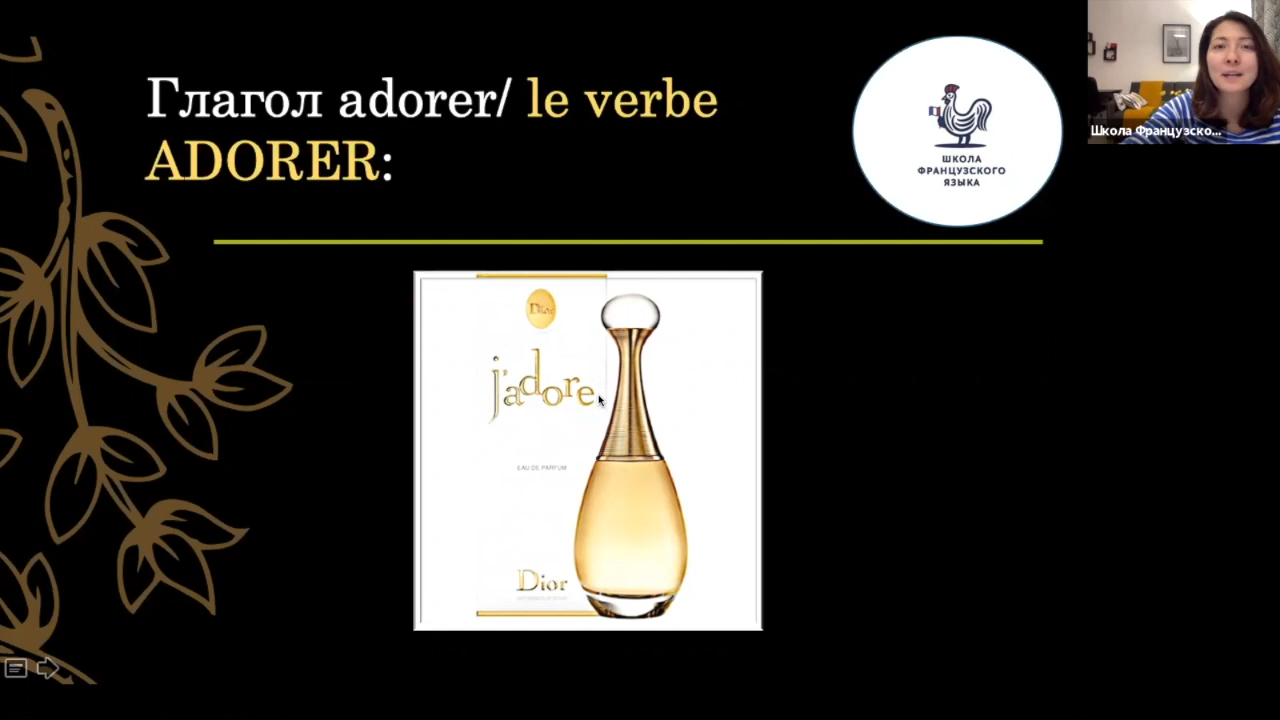 Глагол adorer/ le verbe
ADORER:
ШКОЛА
ФРАНЦУЗСКОГО
ЯЗЫКА
Школа Французско...
Dior
j'adore
EAU DE PARFUM
Dior